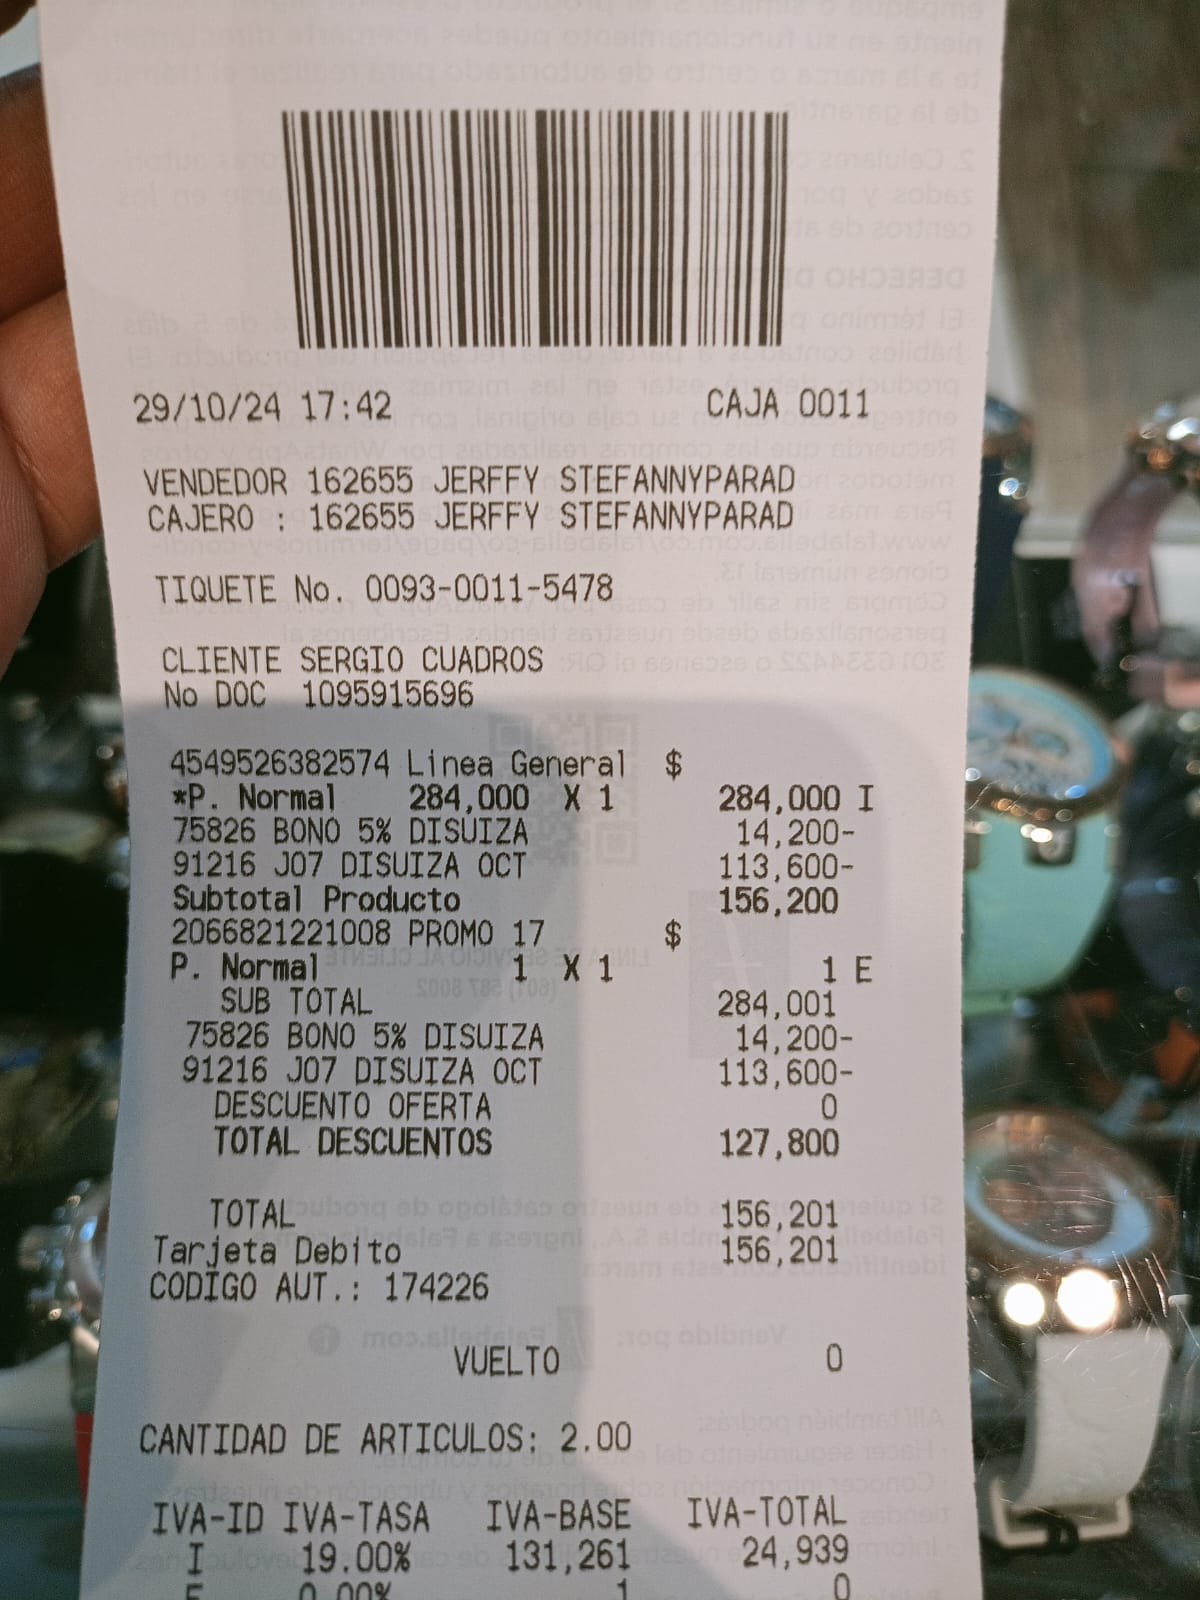 29/10/24 17:42 CAJA 0011
VENDEDOR 162655 JERFFY STEFANNYPARAD
CAJERO : 162655 JERFFY STEFANNYPARAD
TIQUETE No. 0093-0011-5478
CLIENTE SERGIO CUADROS
No DOC 1095915696
4549526382574 Linea General $
*P. Normal 284,000 X 1 284,000 I
75826 BONO 5% DISUIZA 14,200-
91216 J07 DISUIZA OCT 113,600-
Subtotal Producto 156,200
2066821221008 PROMO 17 $
P. Normal 1 X 1 1 E
SUB TOTAL 284,001
75826 BONO 5% DISUIZA 14,200-
91216 J07 DISUIZA OCT 113,600-
DESCUENTO OFERTA 0
TOTAL DESCUENTOS 127,800
TOTAL 156,201
Tarjeta Debito 156,201
CODIGO AUT.: 174226
VUELTO 0
CANTIDAD DE ARTICULOS: 2.00
IVA-ID IVA-TASA IVA-BASE IVA-TOTAL
I 19.00% 131,261 24,939
E 0.00% 1 0